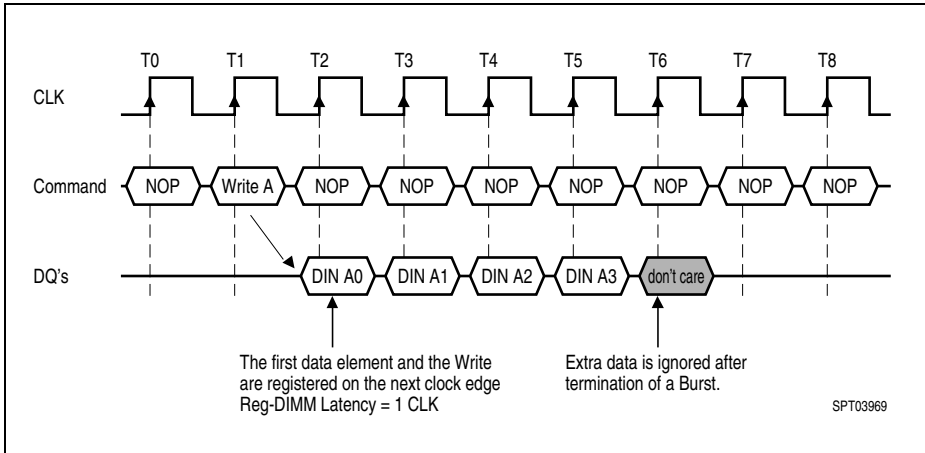 T0 T1 T2 T3 T4 T5 T6 T7 T8
CLK
Command NOP Write A NOP NOP NOP NOP NOP NOP NOP
DQ's DIN A0 DIN A1 DIN A2 DIN A3 don't care
The first data element and the Write
are registered on the next clock edge
Reg-DIMM Latency = 1 CLK
Extra data is ignored after
termination of a Burst.
SPT03969